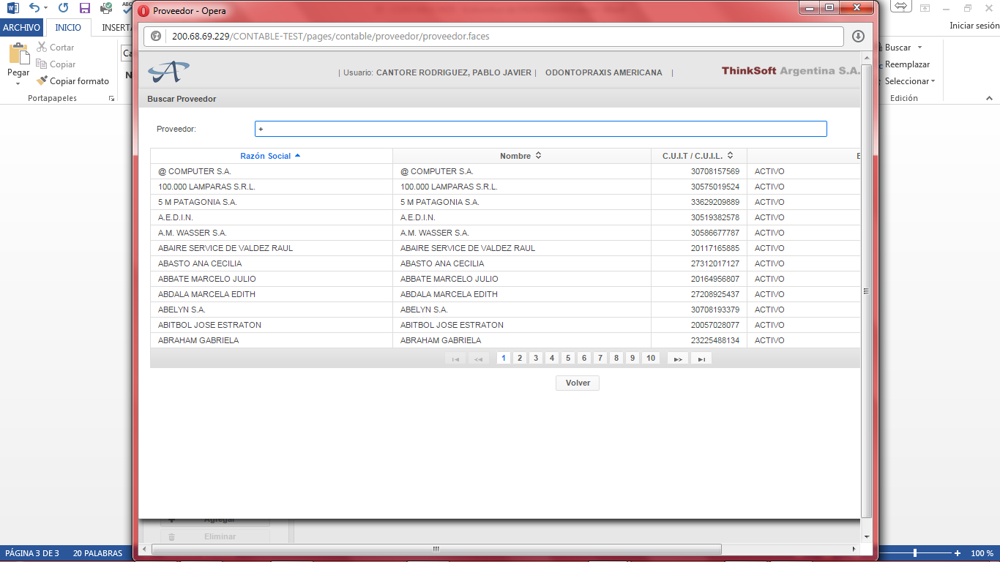 Proveedor - Opera
ARCHIVO INICIO INSERT
Iniciar sesión
200.68.69.229/CONTABLE-TEST/pages/contable/proveedor/proveedor.faces
Pegar
Cortar
Copiar
Copiar formato
Portapapeles
Buscar
Reemplazar
Seleccionar
Edición
| Usuario: CANTORE RODRIGUEZ, PABLO JAVIER | ODONTOPRAXIS AMERICANA |
ThinkSoft Argentina S.A.
Buscar Proveedor
Proveedor: +
Razón Social Nombre C.U.I.T / C.U.I.L. E
@ COMPUTER S.A. @ COMPUTER S.A. 30708157569 ACTIVO
100.000 LAMPARAS S.R.L. 100.000 LAMPARAS S.R.L. 30575019524 ACTIVO
5 M PATAGONIA S.A. 5 M PATAGONIA S.A. 33629209889 ACTIVO
A.E.D.I.N. A.E.D.I.N. 30519382578 ACTIVO
A.M. WASSER S.A. A.M. WASSER S.A. 30586677787 ACTIVO
ABAIRE SERVICE DE VALDEZ RAUL ABAIRE SERVICE DE VALDEZ RAUL 20117165885 ACTIVO
ABASTO ANA CECILIA ABASTO ANA CECILIA 27312017127 ACTIVO
ABBATE MARCELO JULIO ABBATE MARCELO JULIO 20164956807 ACTIVO
ABDALA MARCELA EDITH ABDALA MARCELA EDITH 27208925437 ACTIVO
ABELYN S.A. ABELYN S.A. 30708193379 ACTIVO
ABITBOL JOSE ESTRATON ABITBOL JOSE ESTRATON 20057028077 ACTIVO
ABRAHAM GABRIELA ABRAHAM GABRIELA 23225488134 ACTIVO
1 2 3 4 5 6 7 8 9 10
Volver
Agregar
Eliminar
PÁGINA 3 DE 3 20 PALABRAS 100 %